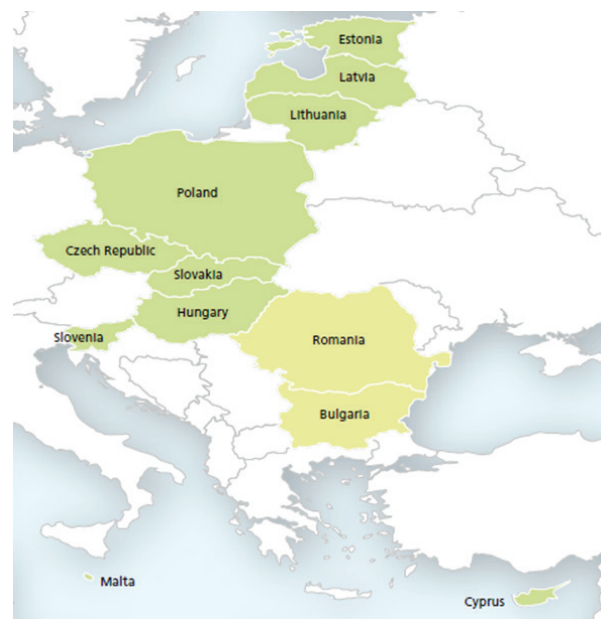 Estonia
Latvia
Lithuania
Poland
Czech Republic
Slovakia
Hungary
Slovenia
Romania
Bulgaria
Malta
Cyprus